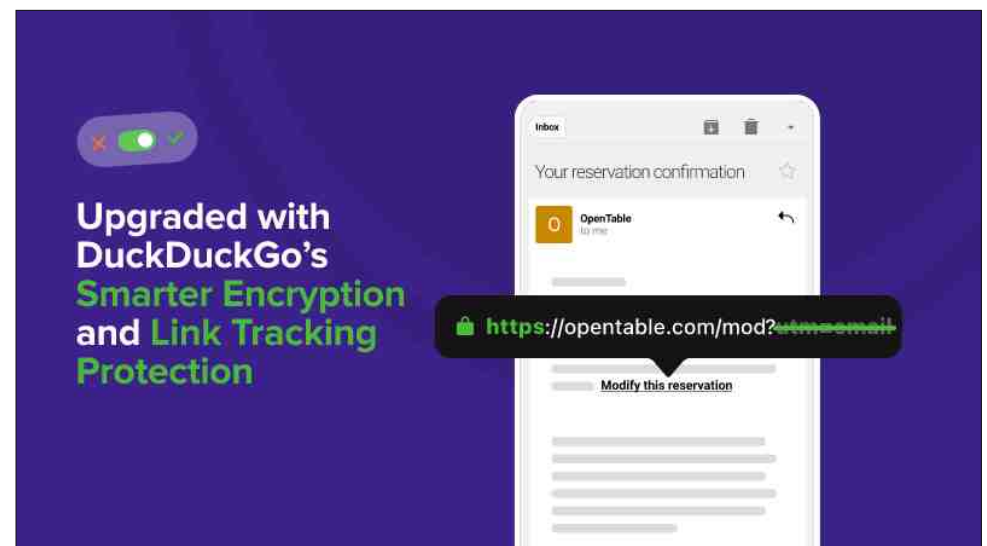 Upgraded with
DuckDuckGo’s
Smarter Encryption
and Link Tracking
Protection
Inbox
Your reservation confirmation
O
OpenTable
to me
https://opentable.com/mod?utm=email
Modify this reservation